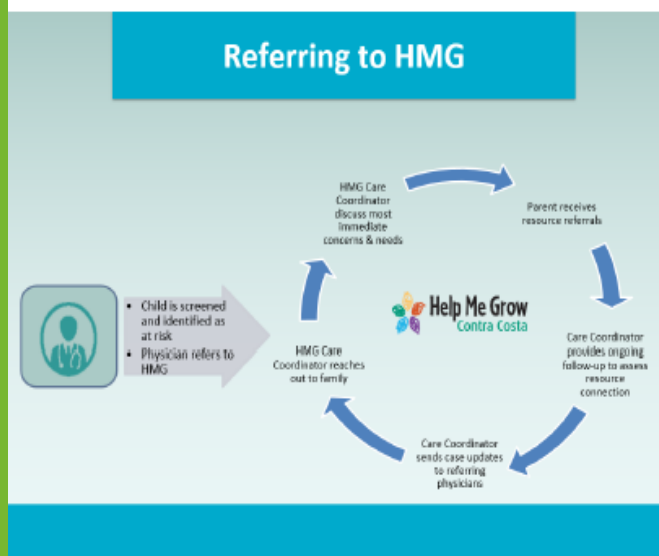 Referring to HMG
HMG Care
Coordinator
discuss most
immediate
concerns & needs
Parent receives
resource referrals
• Child is screened
and identified as
at risk
• Physician refers to
HMG
Help Me Grow
Contra Costa
HMG Care
Coordinator reaches
out to family
Care Coordinator
provides ongoing
follow-up to assess
resource
connection
Care Coordinator
sends case updates
to referring
physicians